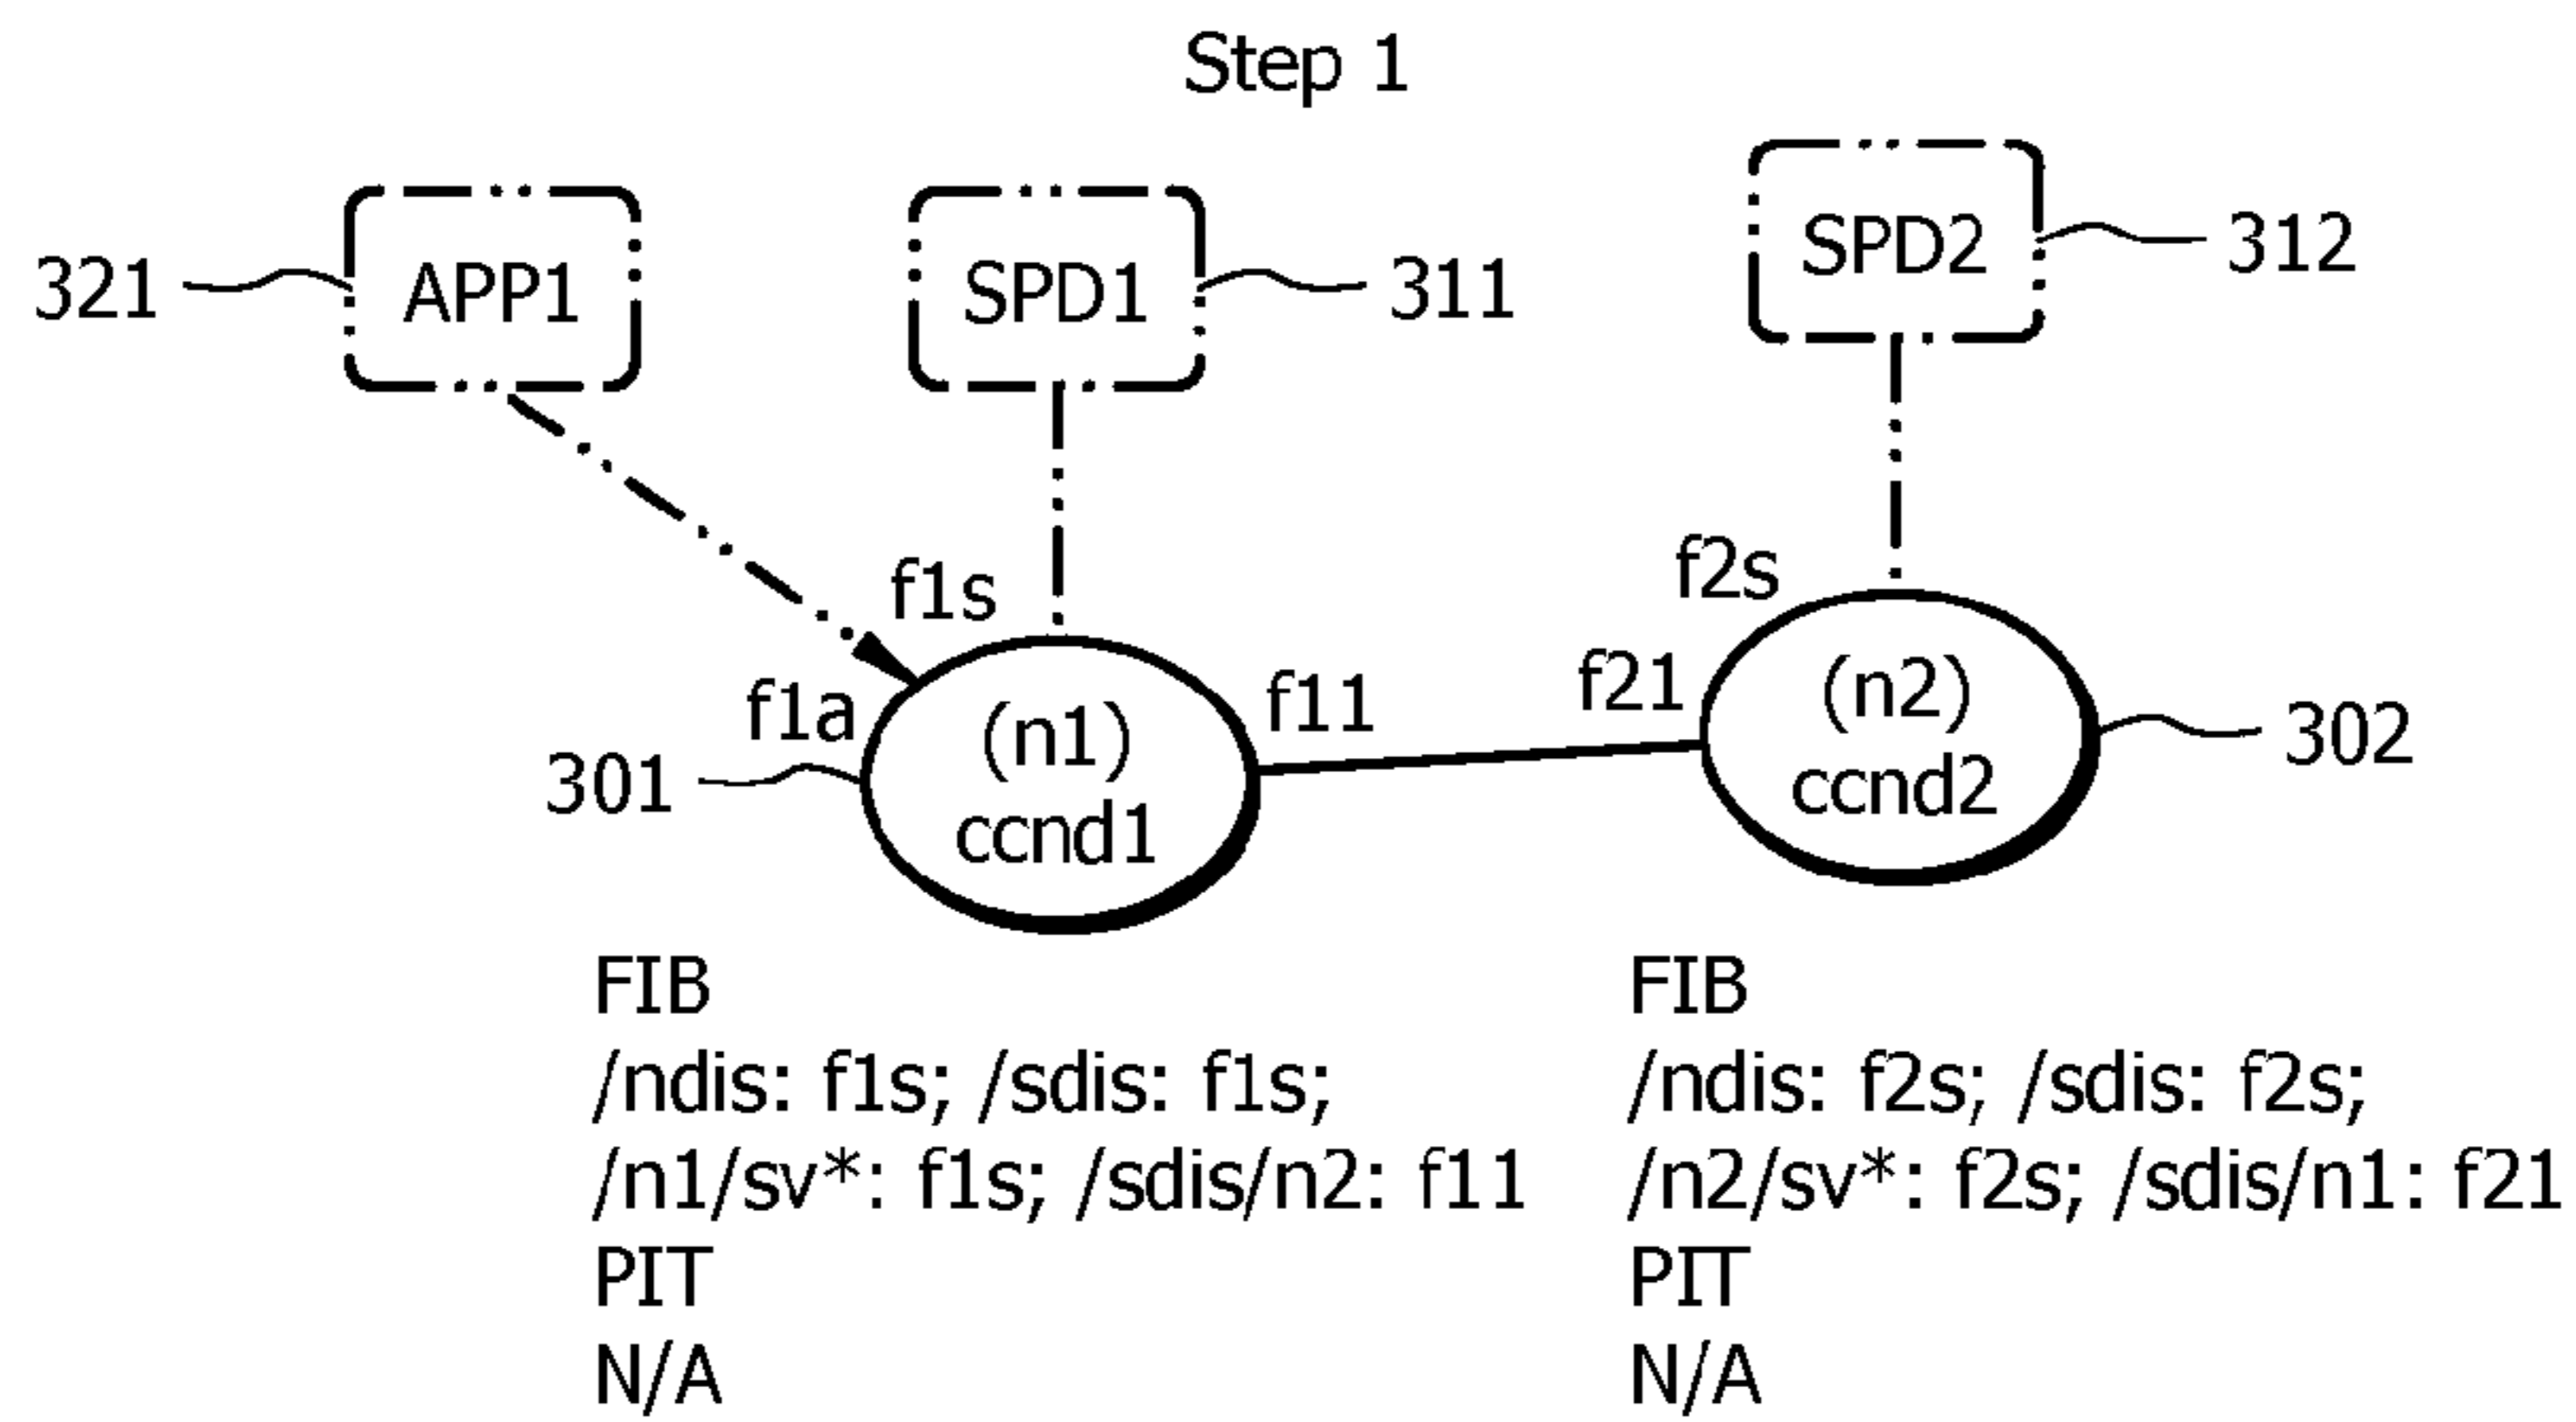 Step 1
321
APP1
SPD1
311
SPD2
312
f1s
f2s
f1a
301
(n1)
ccnd1
f11
f21
(n2)
ccnd2
302
FIB
/ndis: f1s; /sdis: f1s;
/n1/sv*: f1s; /sdis/n2: f11
PIT
N/A
FIB
/ndis: f2s; /sdis: f2s;
/n2/sv*: f2s; /sdis/n1: f21
PIT
N/A